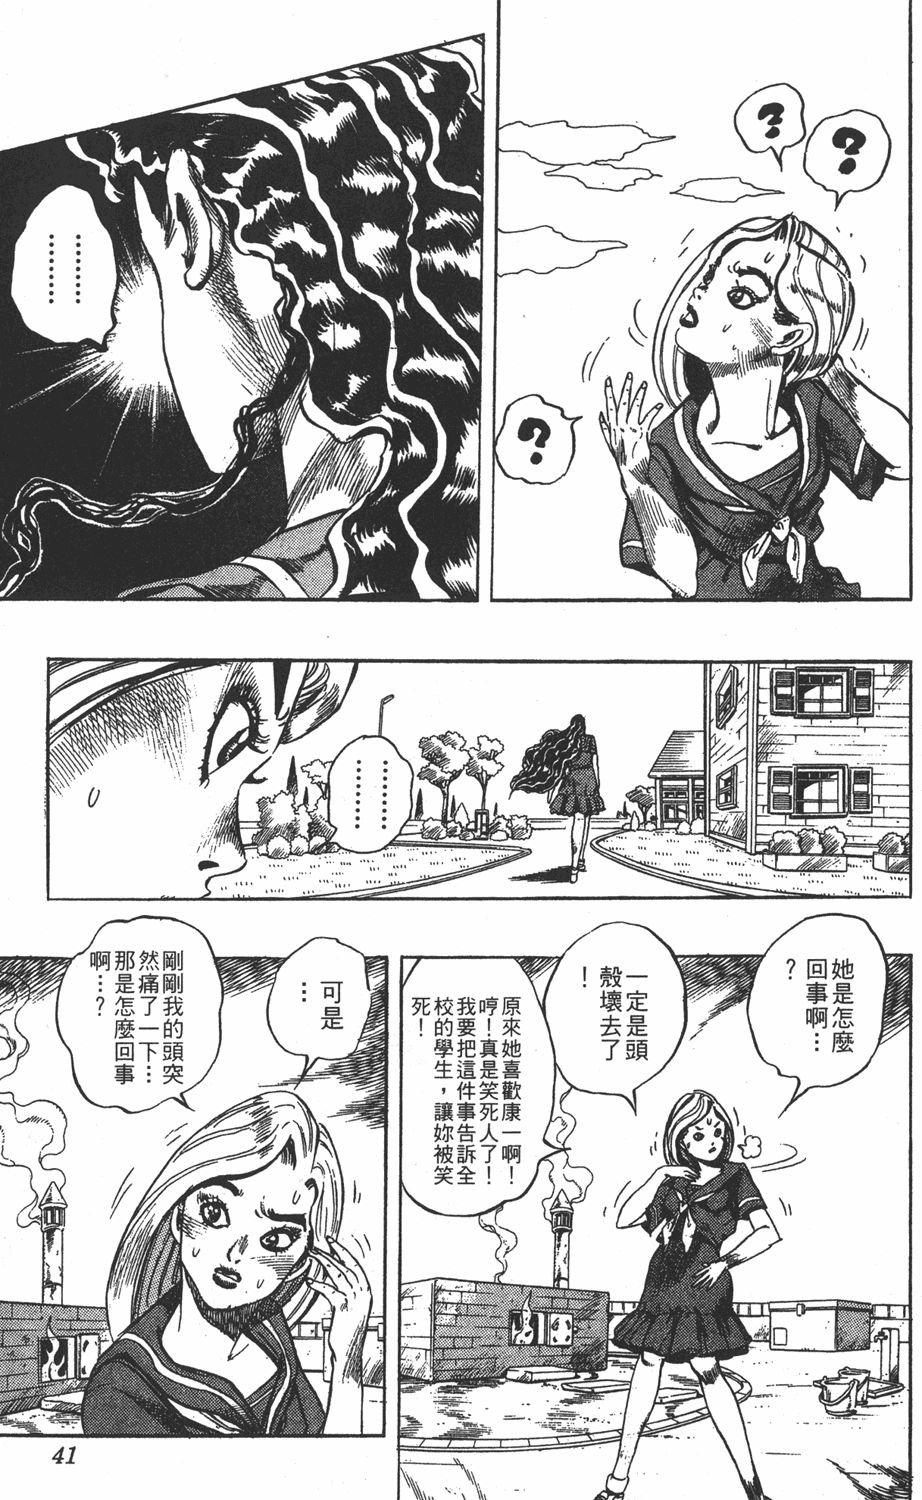 ?
?
?
………
………
………
………
她是怎麼
回事啊…
?
一定是頭
殼壞去了
!
原來她喜歡康一啊!
哼!真是笑死人了!
我要把這件事告訴全
校的學生,讓妳被笑
死!
可是
…
剛剛我的頭突
然痛了一下…
那是怎麼回事
啊…?
41